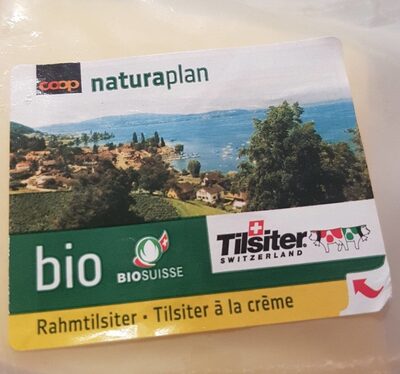 coop naturaplan
bio
BIOSUISSE
Tilsiter
SWITZERLAND
Rahmtilsiter · Tilsiter à la crème